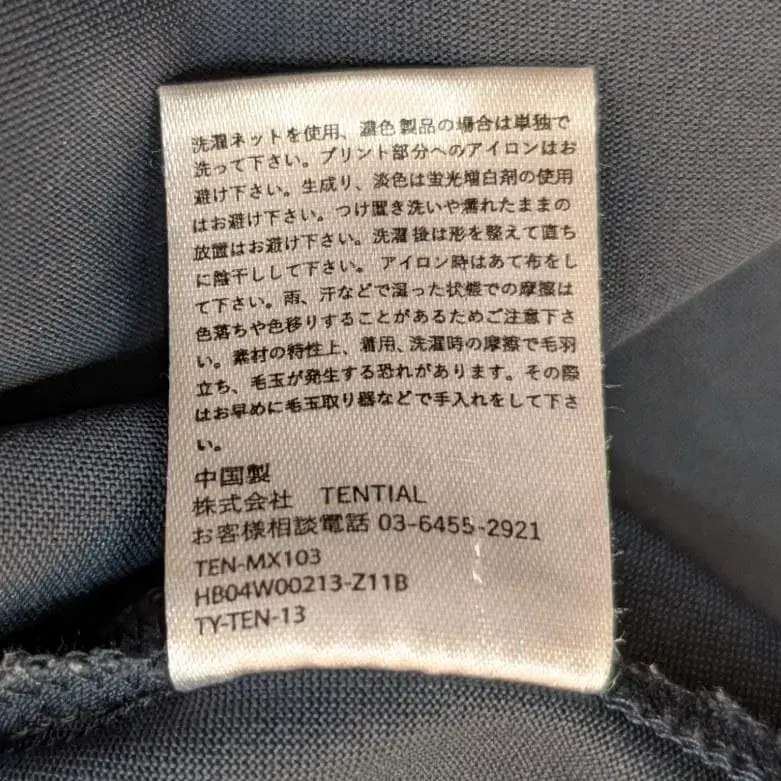 洗濯ネットを使用、濃色製品の場合は単独で
洗って下さい。プリント部分へのアイロンはお
避け下さい。生成り、淡色は蛍光増白剤の使用
はお避け下さい。つけ置き洗いや濡れたままの
放置はお避け下さい。洗濯後は形を整えて直ち
に陰干しして下さい。アイロン時はあて布をし
て下さい。雨、汗などで湿った状態での摩擦は
色落ちや色移りすることがあるためご注意下さ
い。素材の特性上、着用、洗濯時の摩擦で毛羽
立ち、毛玉が発生する恐れがあります。その際
はお早めに毛玉取り器などで手入れをして下さ
い。
中国製
株式会社　TENTIAL
お客様相談電話 03-6455-2921
TEN-MX103
HB04W00213-Z11B
TY-TEN-13